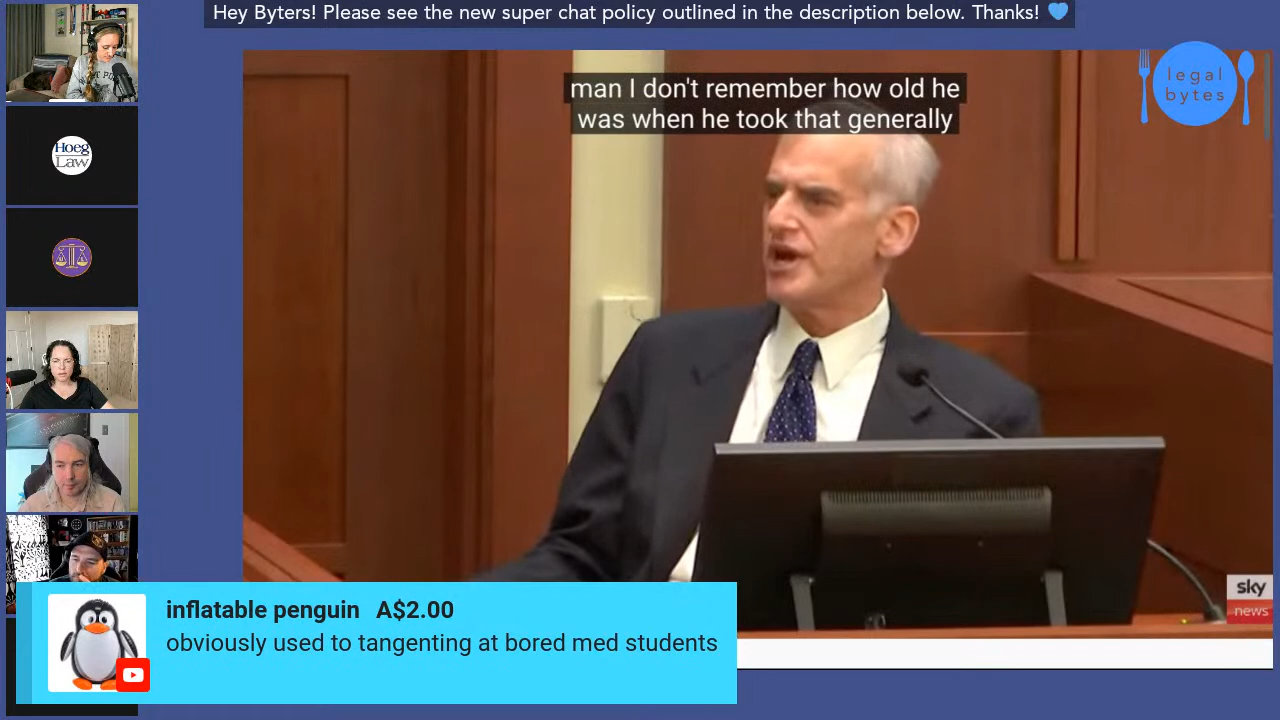 Hey Byters! Please see the new super chat policy outlined in the description below. Thanks! 💙
legal
bytes
man I don't remember how old he
was when he took that generally
Hoeg
Law
sky
news
inflatable penguin A$2.00
obviously used to tangenting at bored med students